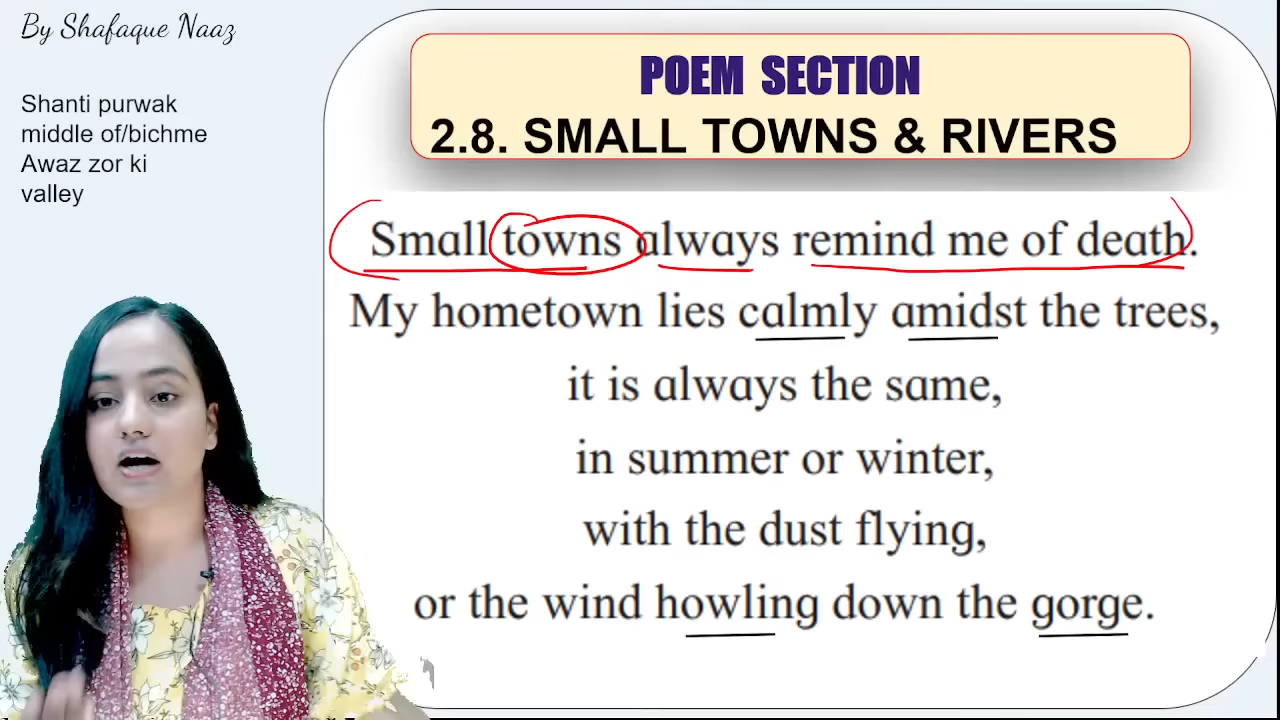 By Shafaque Naaz
Shanti purwak
middle of/bichme
Awaz zor ki
valley
POEM SECTION
2.8. SMALL TOWNS & RIVERS
Small towns always remind me of death.
My hometown lies calmly amidst the trees,
it is always the same,
in summer or winter,
with the dust flying,
or the wind howling down the gorge.